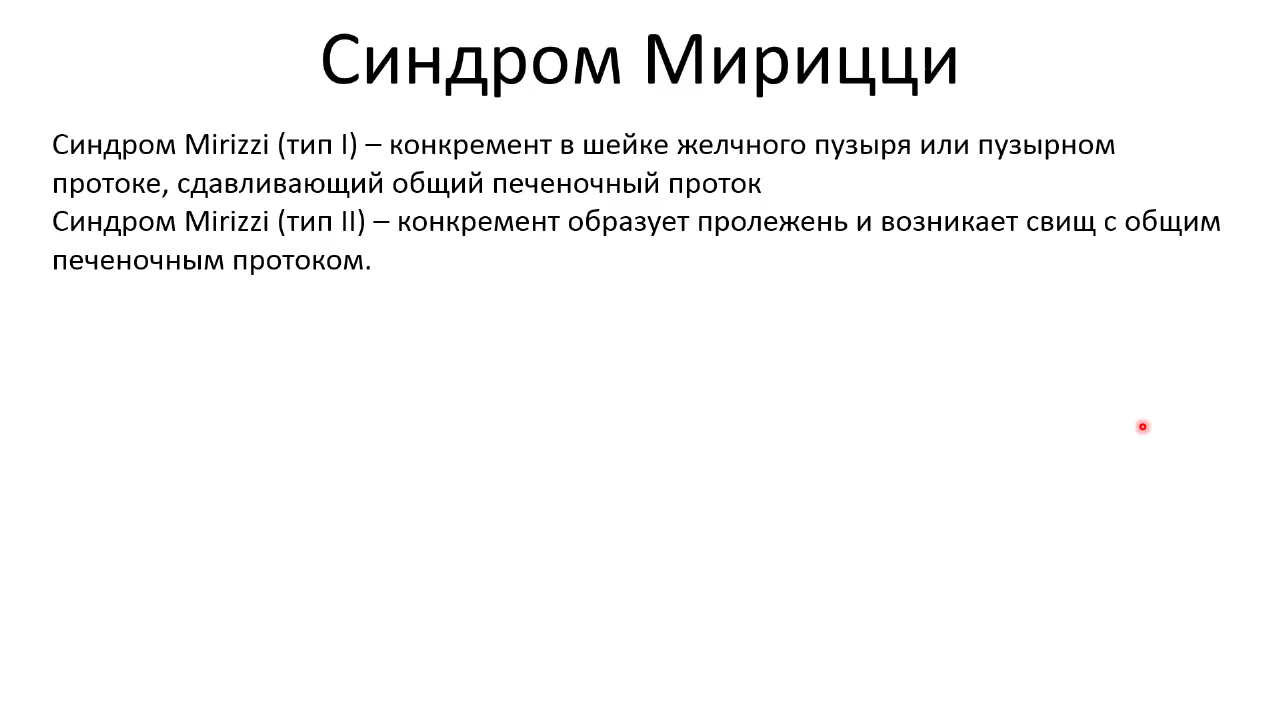 Синдром Мирицци
Синдром Mirizzi (тип I) – конкремент в шейке желчного пузыря или пузырном
протоке, сдавливающий общий печеночный проток
Синдром Mirizzi (тип II) – конкремент образует пролежень и возникает свищ с общим
печеночным протоком.